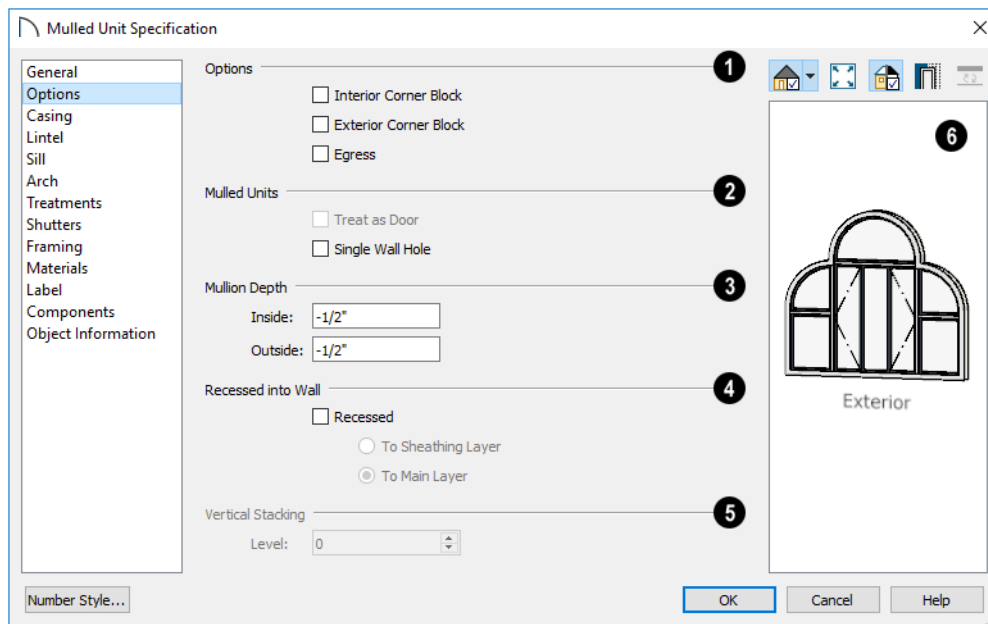 Mulled Unit Specification
General
Options
Casing
Lintel
Sill
Arch
Treatments
Shutters
Framing
Materials
Label
Components
Object Information
Options 1
Interior Corner Block
Exterior Corner Block
Egress
Mulled Units 2
Treat as Door
Single Wall Hole
Mullion Depth 3
Inside: -1/2"
Outside: -1/2"
Recessed into Wall 4
Recessed
To Sheathing Layer
To Main Layer
Vertical Stacking 5
Level: 0
6
Exterior
Number Style...
OK Cancel Help